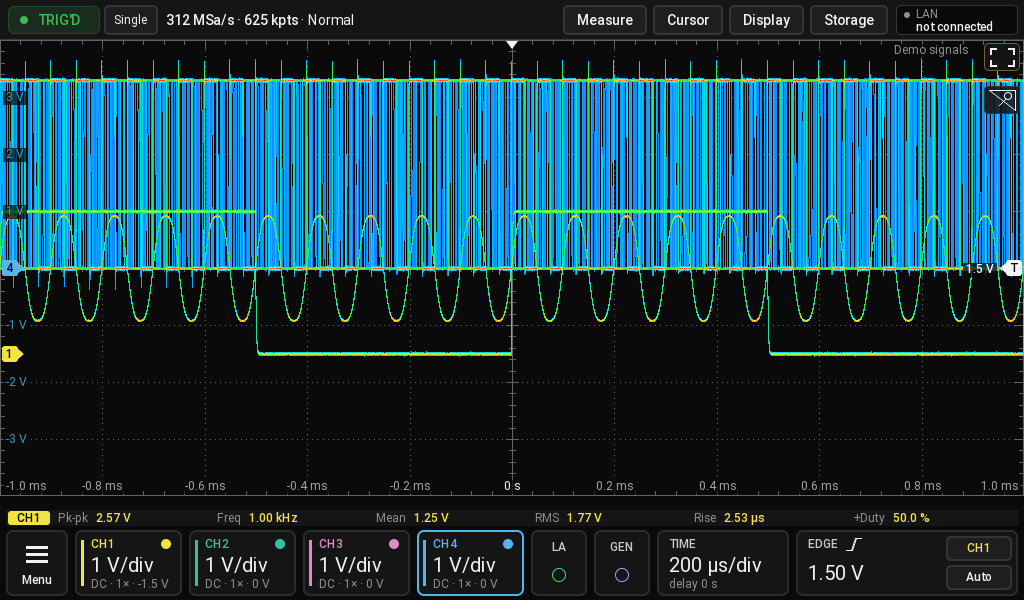 TRIG'D
Single
312 MSa/s · 625 kpts · Normal
Measure
Cursor
Display
Storage
LAN
not connected
Demo signals
3 V
2 V
1 V
4
1.5 V
T
-1 V
1
-2 V
-3 V
-1.0 ms
-0.8 ms
-0.6 ms
-0.4 ms
-0.2 ms
0 s
0.2 ms
0.4 ms
0.6 ms
0.8 ms
1.0 ms
CH1
Pk-pk 2.57 V
Freq 1.00 kHz
Mean 1.25 V
RMS 1.77 V
Rise 2.53 µs
+Duty 50.0 %
Menu
CH1
1 V/div
DC · 1× · -1.5 V
CH2
1 V/div
DC · 1× · 0 V
CH3
1 V/div
DC · 1× · 0 V
CH4
1 V/div
DC · 1× · 0 V
LA
GEN
TIME
200 µs/div
delay 0 s
EDGE
1.50 V
CH1
Auto